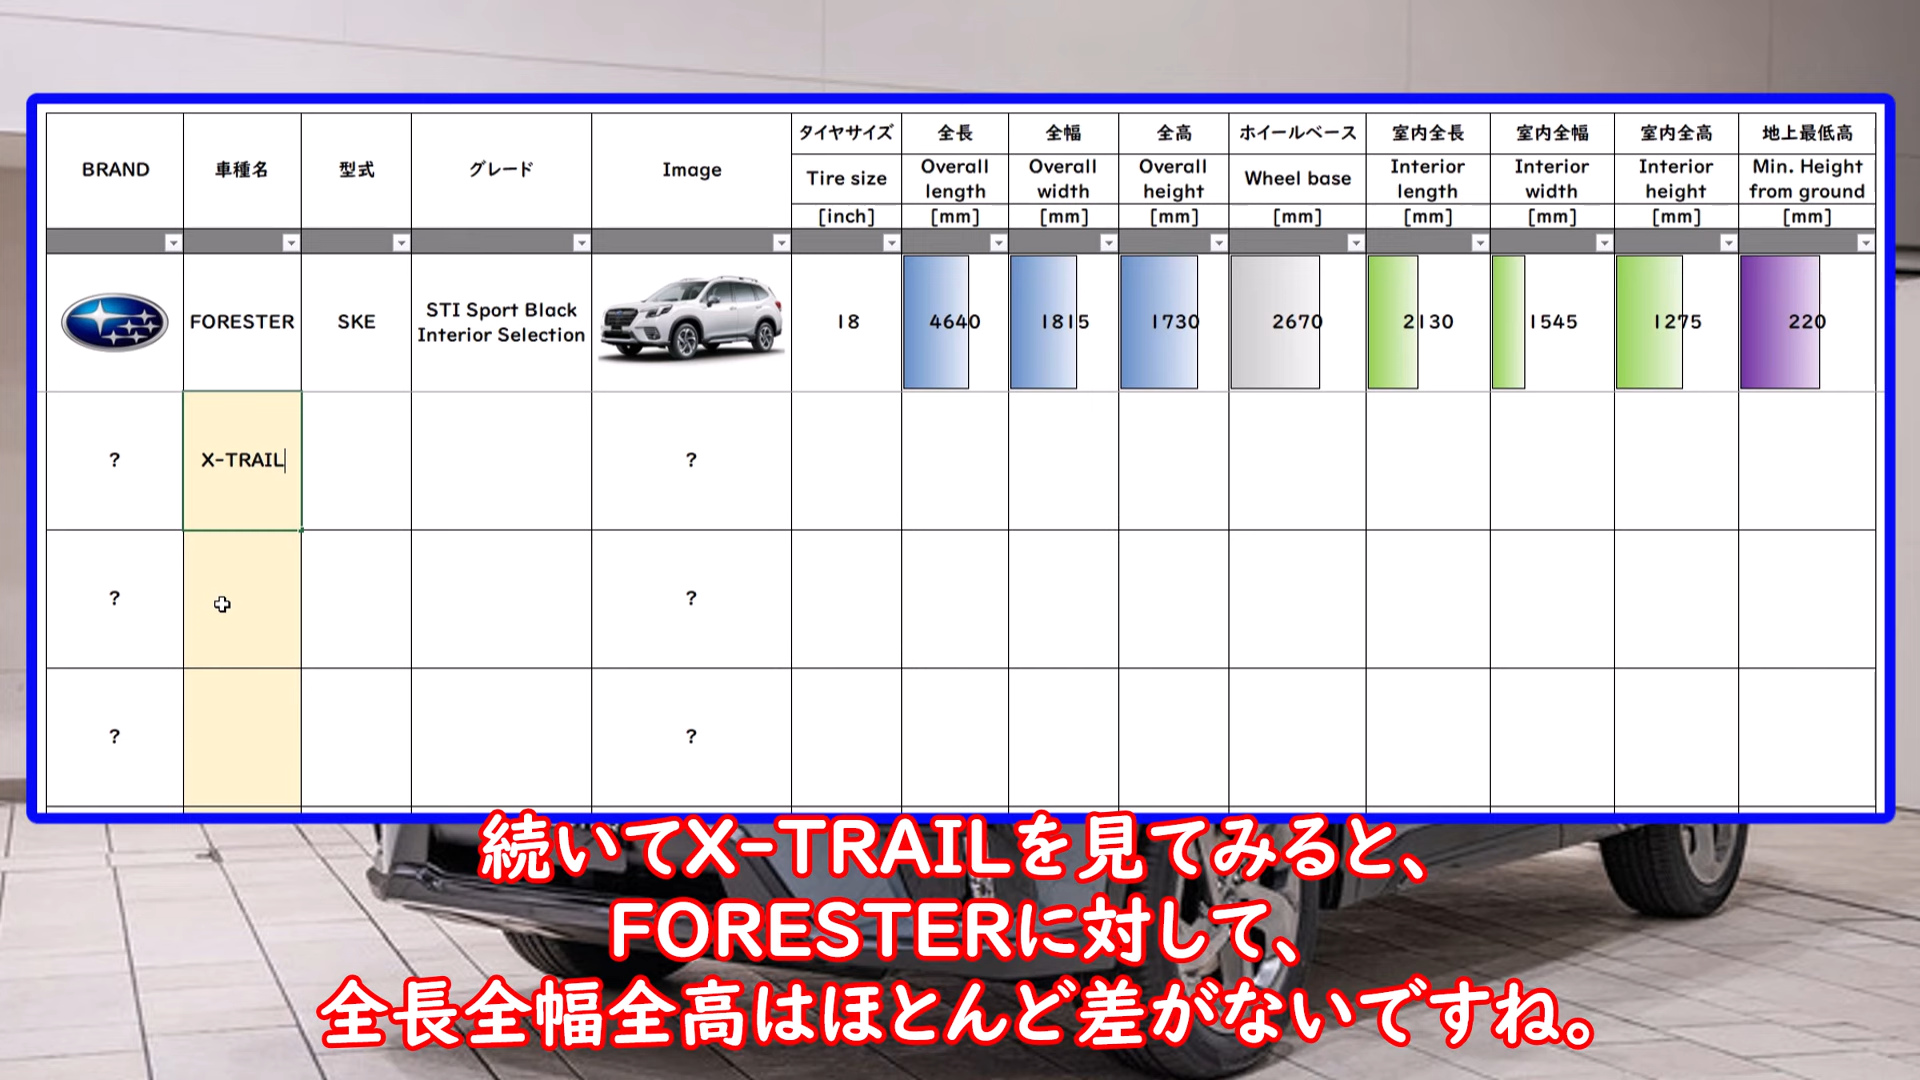 BRAND
車種名
型式
グレード
Image
タイヤサイズ
Tire size
[inch]
全長
Overall
length
[mm]
全幅
Overall
width
[mm]
全高
Overall
height
[mm]
ホイールベース
Wheel base
[mm]
室内全長
Interior
length
[mm]
室内全幅
Interior
width
[mm]
室内全高
Interior
height
[mm]
地上最低高
Min. Height
from ground
[mm]
FORESTER
SKE
STI Sport Black
Interior Selection
18
4640
1815
1730
2670
2130
1545
1275
220
?
X-TRAIL
?
?
?
?
?
続いてX-TRAILを見てみると、
FORESTERに対して、
全長全幅全高はほとんど差がないですね。